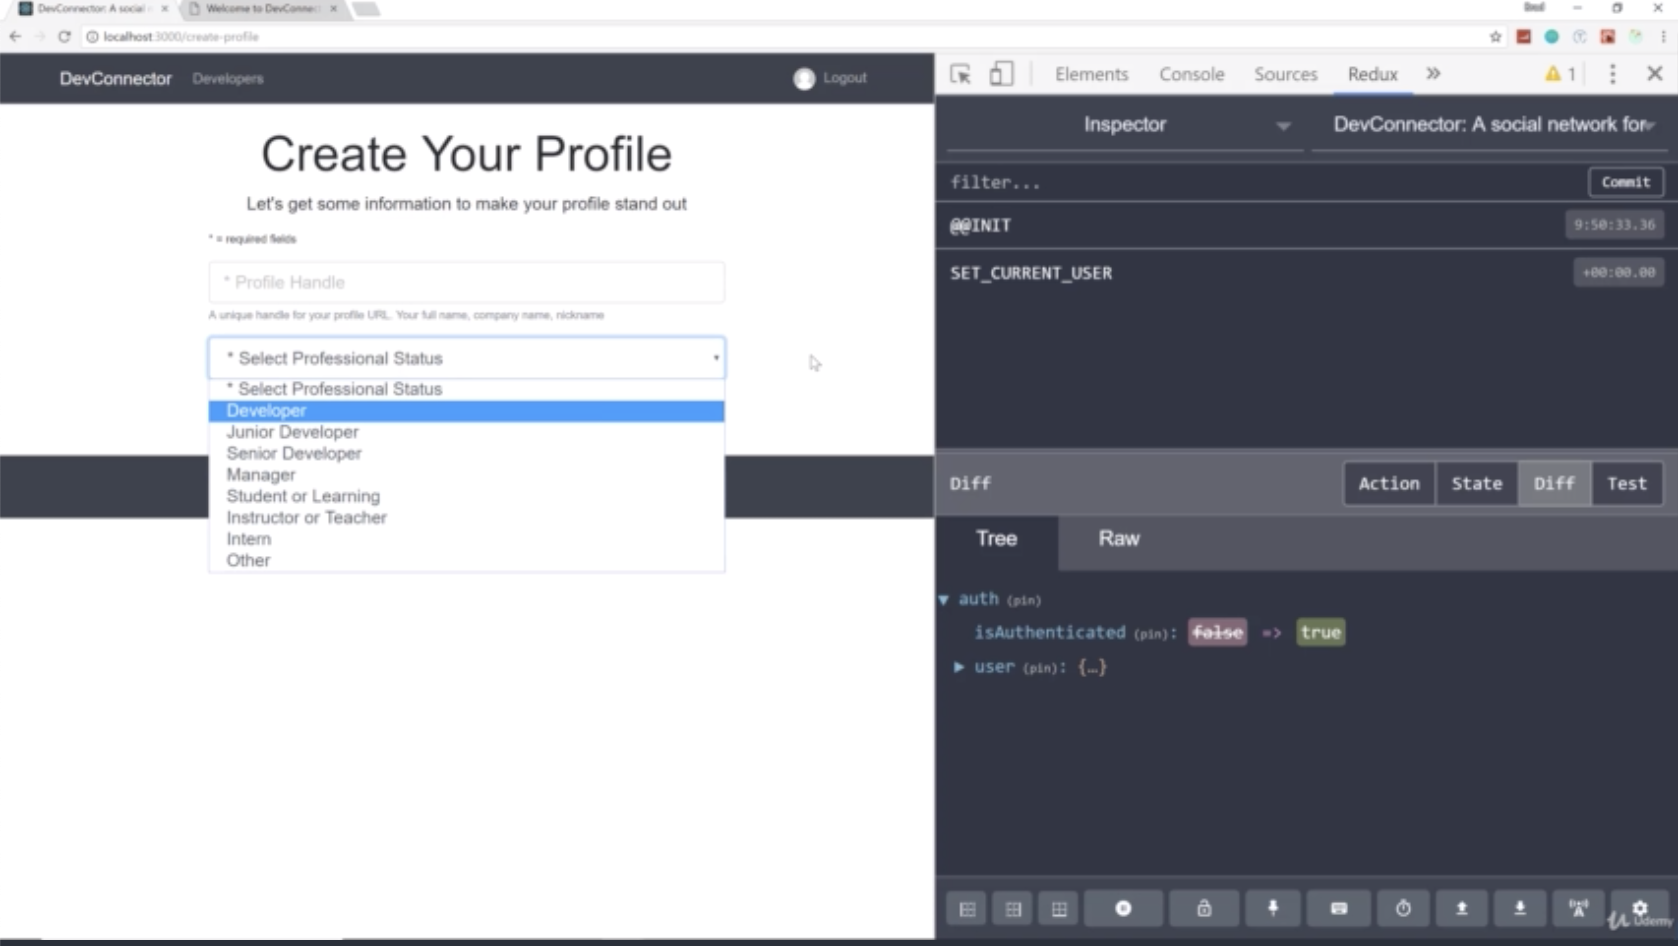 DevConnector: A social
Welcome to DevConnec
localhost:3000/create-profile
DevConnector
Developers
Logout
Create Your Profile
Let's get some information to make your profile stand out
* = required fields
* Profile Handle
A unique handle for your profile URL. Your full name, company name, nickname
* Select Professional Status
* Select Professional Status
Developer
Junior Developer
Senior Developer
Manager
Student or Learning
Instructor or Teacher
Intern
Other
Elements Console Sources Redux » 1
Inspector
DevConnector: A social network for
filter...
Commit
@@INIT
9:50:33.36
SET_CURRENT_USER
+00:00.00
Diff
Action State Diff Test
Tree Raw
auth (pin)
isAuthenticated (pin): false => true
user (pin): {…}
Udemy